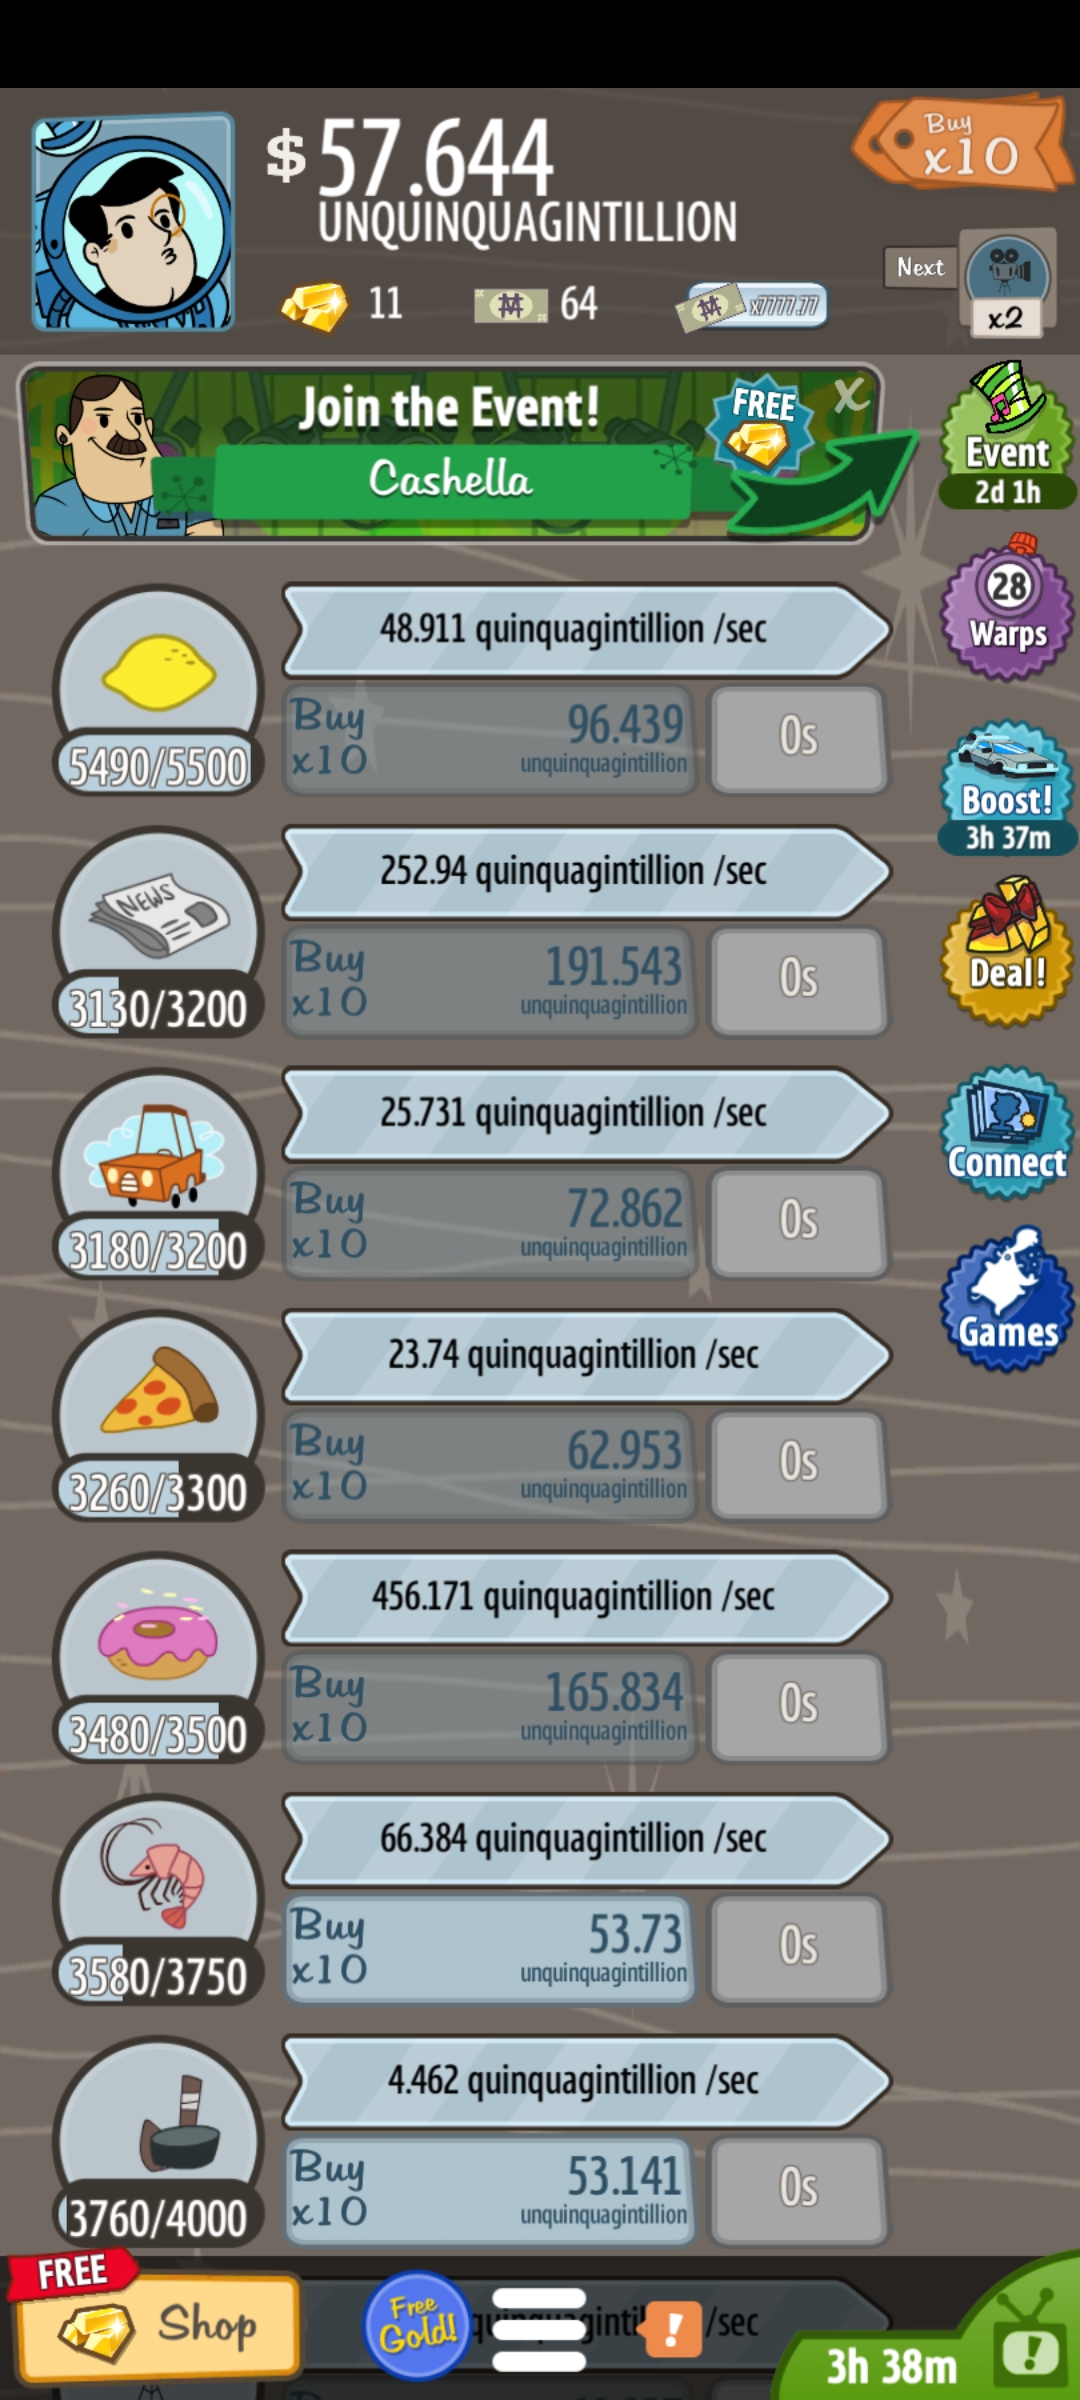 $57.644
UNQUINQUAGINTILLION
Buy
x10
11
64
x7777.77
Next
x2
Join the Event!
Cashella
FREE
X
Event
2d 1h
28
Warps
48.911 quinquagintillion /sec
5490/5500
Buy
x10
96.439
unquinquagintillion
0s
Boost!
3h 37m
252.94 quinquagintillion /sec
NEWS
3130/3200
Buy
x10
191.543
unquinquagintillion
0s
Deal!
25.731 quinquagintillion /sec
3180/3200
Buy
x10
72.862
unquinquagintillion
0s
Connect
Games
23.74 quinquagintillion /sec
3260/3300
Buy
x10
62.953
unquinquagintillion
0s
456.171 quinquagintillion /sec
3480/3500
Buy
x10
165.834
unquinquagintillion
0s
66.384 quinquagintillion /sec
3580/3750
Buy
x10
53.73
unquinquagintillion
0s
4.462 quinquagintillion /sec
3760/4000
Buy
x10
53.141
unquinquagintillion
0s
FREE
Shop
Free
Gold!
!
/sec
3h 38m
!